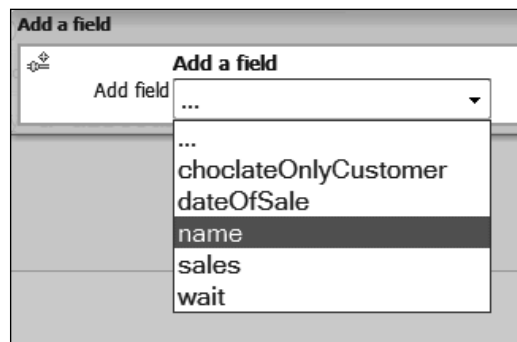 Add a field
Add a field
Add field ...
...
choclateOnlyCustomer
dateOfSale
name
sales
wait